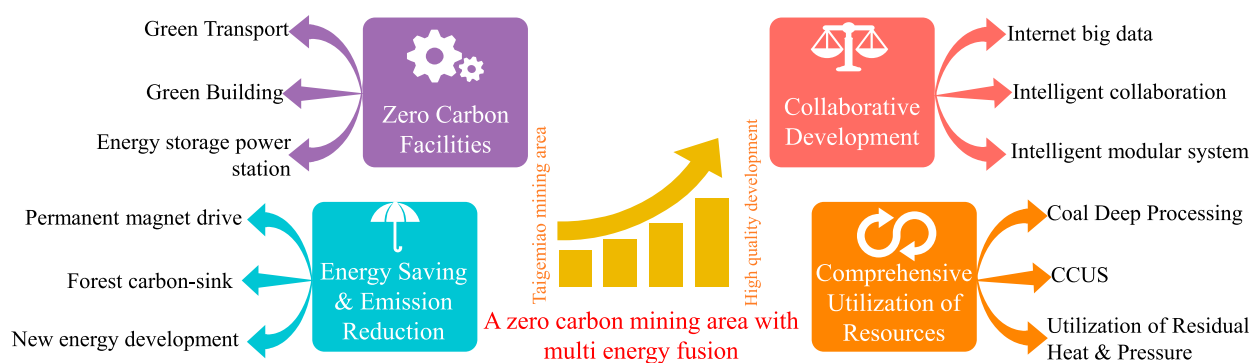 Green Transport
Green Building
Energy storage power
station
Zero Carbon
Facilities
Collaborative
Development
Internet big data
Intelligent collaboration
Intelligent modular system
Permanent magnet drive
Forest carbon-sink
New energy development
Energy Saving
& Emission
Reduction
Taigemiao mining area
High quality development
A zero carbon mining area with
multi energy fusion
Comprehensive
Utilization of
Resources
Coal Deep Processing
CCUS
Utilization of Residual
Heat & Pressure